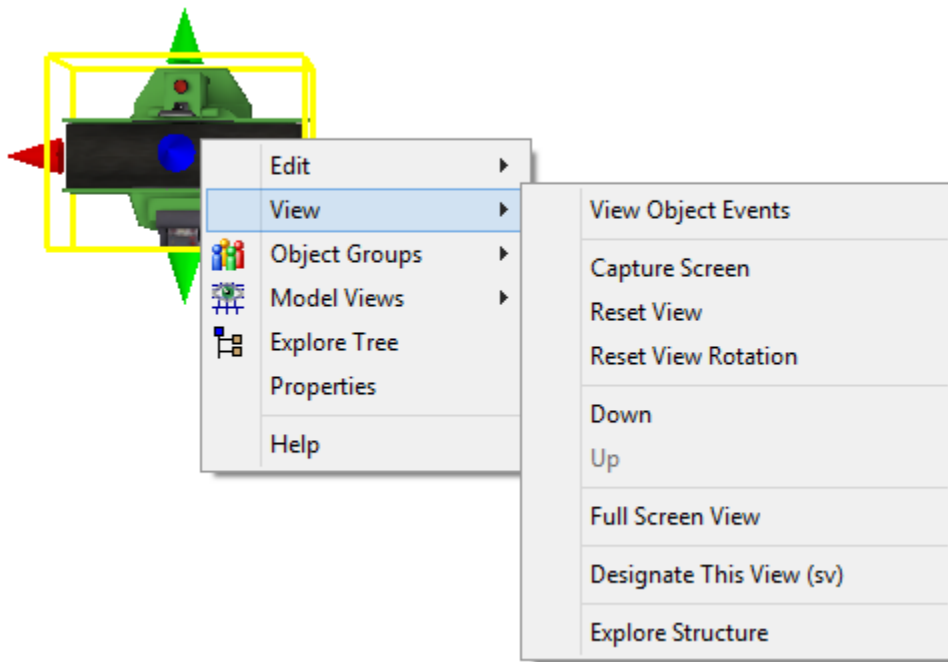 Edit
View
Object Groups
Model Views
Explore Tree
Properties
Help
View Object Events
Capture Screen
Reset View
Reset View Rotation
Down
Up
Full Screen View
Designate This View (sv)
Explore Structure